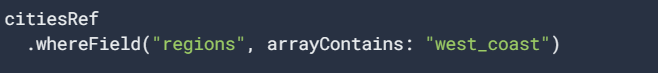 citiesRef
  .whereField("regions", arrayContains: "west_coast")